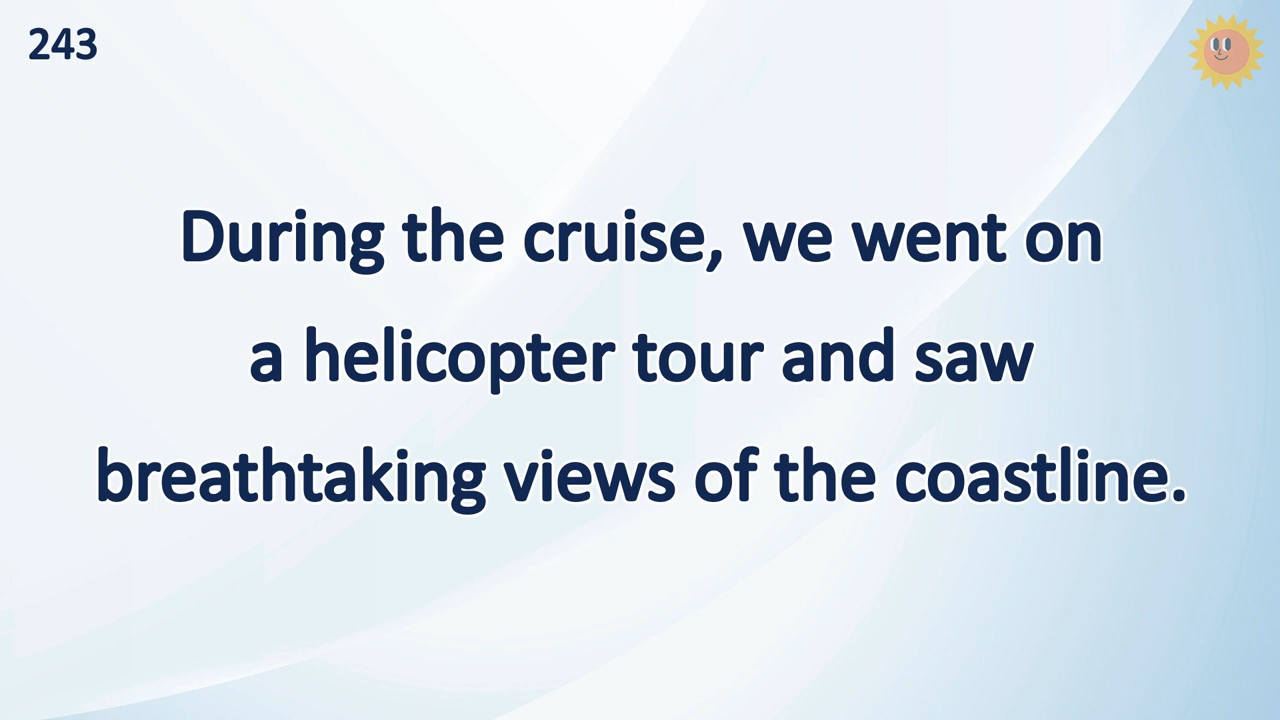 243
During the cruise, we went on
a helicopter tour and saw
breathtaking views of the coastline.